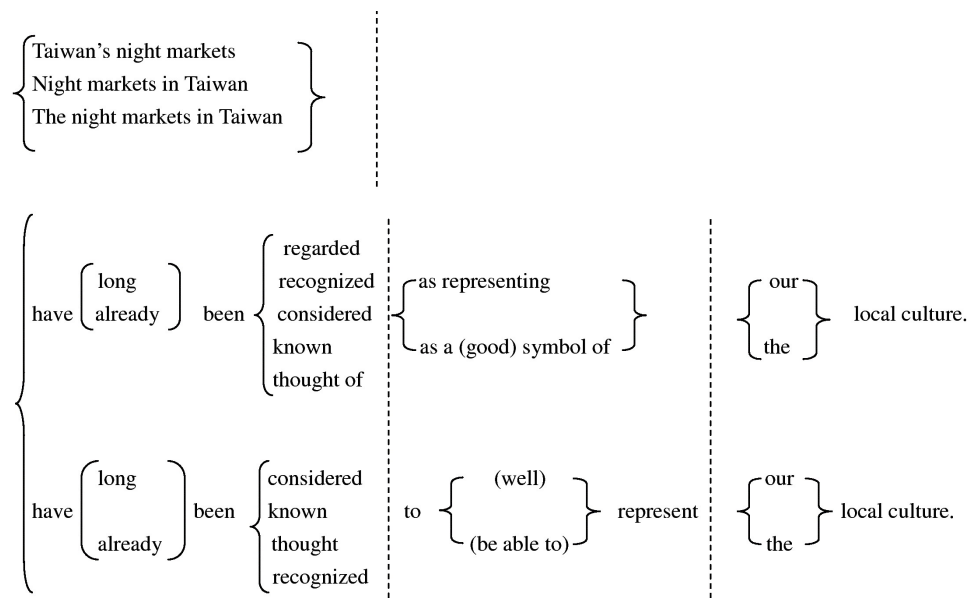 Taiwan’s night markets
Night markets in Taiwan
The night markets in Taiwan
regarded
long recognized as representing our
have already been considered local culture.
known as a (good) symbol of the
thought of
long considered (well) our
have been known to represent local culture.
already thought (be able to) the
recognized